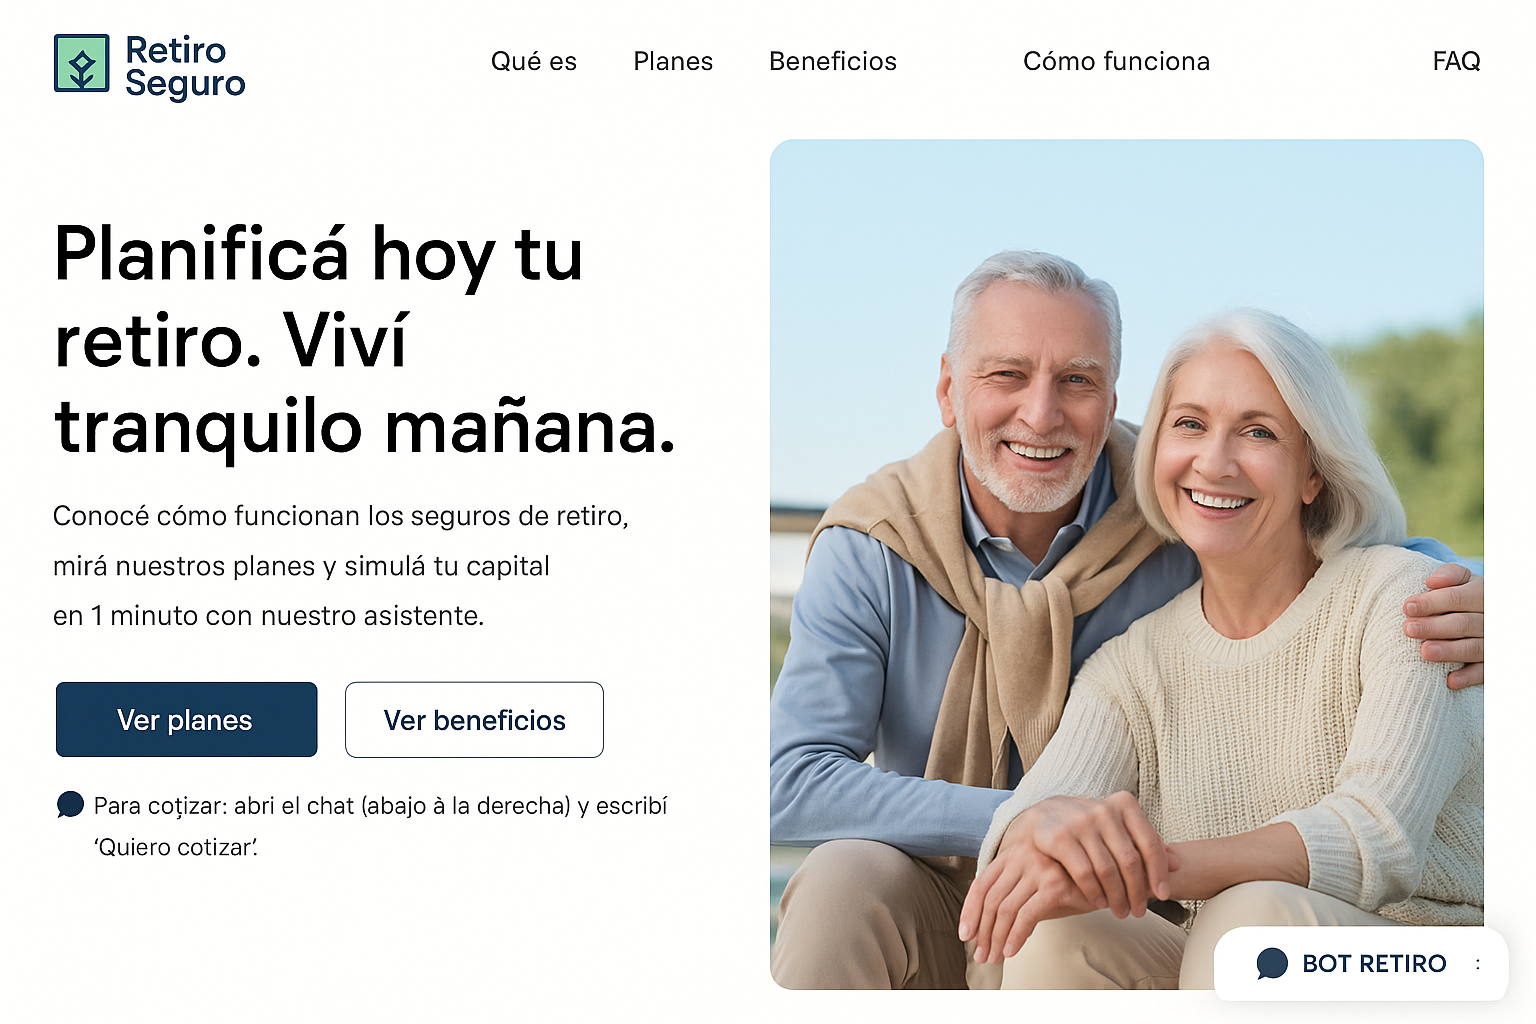 Retiro
Seguro
Qué es
Planes
Beneficios
Cómo funciona
FAQ
Planificá hoy tu
retiro. Viví
tranquilo mañana.
Conocé cómo funcionan los seguros de retiro,
mirá nuestros planes y simulá tu capital
en 1 minuto con nuestro asistente.
Ver planes
Ver beneficios
Para coțizar: abri el chat (abajo à la derecha) y escribí
‘Quiero cotizar’.
BOT RETIRO :